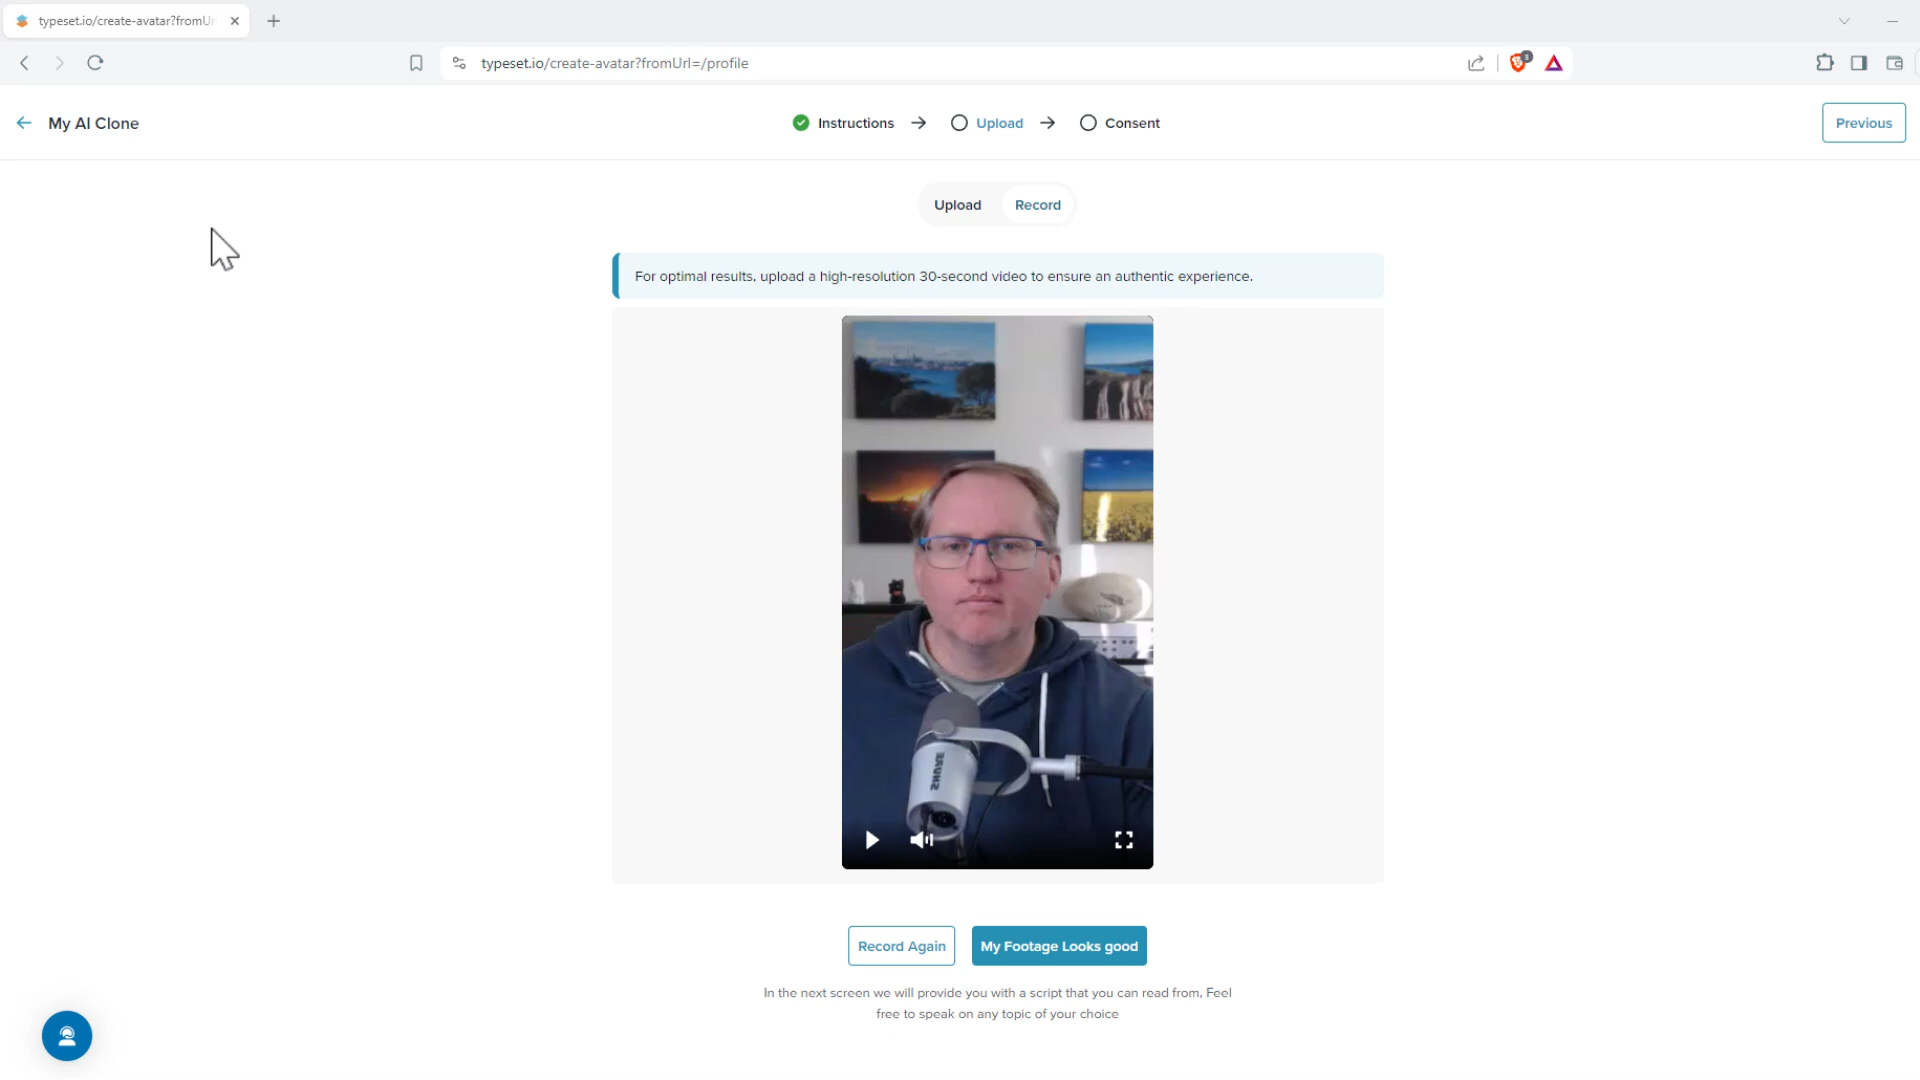 typeset.io/create-avatar?fromUr
typeset.io/create-avatar?fromUrl=/profile
My AI Clone
Instructions
Upload
Consent
Previous
Upload
Record
For optimal results, upload a high-resolution 30-second video to ensure an authentic experience.
SHURE
Record Again
My Footage Looks good
In the next screen we will provide you with a script that you can read from, Feel
free to speak on any topic of your choice